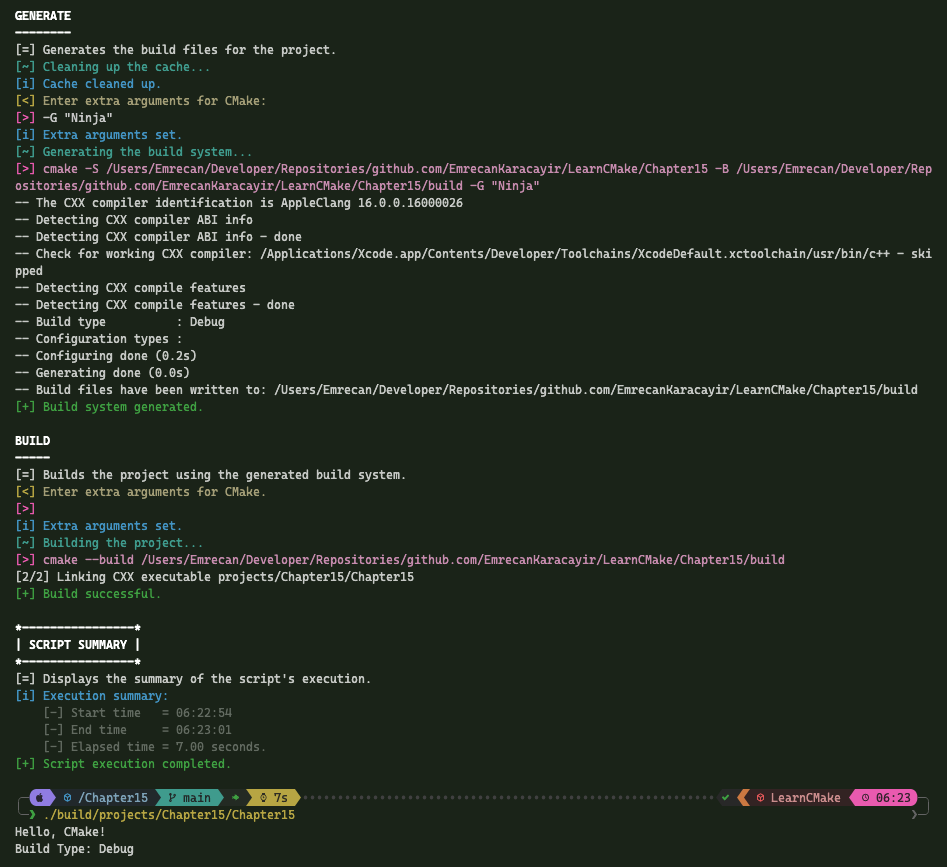 GENERATE
--------
[=] Generates the build files for the project.
[~] Cleaning up the cache...
[i] Cache cleaned up.
[<] Enter extra arguments for CMake:
[>] -G "Ninja"
[i] Extra arguments set.
[~] Generating the build system...
[>] cmake -S /Users/Emrecan/Developer/Repositories/github.com/EmrecanKaracayir/LearnCMake/Chapter15 -B /Users/Emrecan/Developer/Rep
ositories/github.com/EmrecanKaracayir/LearnCMake/Chapter15/build -G "Ninja"
-- The CXX compiler identification is AppleClang 16.0.0.16000026
-- Detecting CXX compiler ABI info
-- Detecting CXX compiler ABI info - done
-- Check for working CXX compiler: /Applications/Xcode.app/Contents/Developer/Toolchains/XcodeDefault.xctoolchain/usr/bin/c++ - ski
pped
-- Detecting CXX compile features
-- Detecting CXX compile features - done
-- Build type          : Debug
-- Configuration types :
-- Configuring done (0.2s)
-- Generating done (0.0s)
-- Build files have been written to: /Users/Emrecan/Developer/Repositories/github.com/EmrecanKaracayir/LearnCMake/Chapter15/build
[+] Build system generated.
BUILD
-----
[=] Builds the project using the generated build system.
[<] Enter extra arguments for CMake.
[>]
[i] Extra arguments set.
[~] Building the project...
[>] cmake --build /Users/Emrecan/Developer/Repositories/github.com/EmrecanKaracayir/LearnCMake/Chapter15/build
[2/2] Linking CXX executable projects/Chapter15/Chapter15
[+] Build successful.
*----------------*
| SCRIPT SUMMARY |
*----------------*
[=] Displays the summary of the script's execution.
[i] Execution summary:
    [-] Start time   = 06:22:54
    [-] End time     = 06:23:01
    [-] Elapsed time = 7.00 seconds.
[+] Script execution completed.
/Chapter15 main 7s LearnCMake 06:23
./build/projects/Chapter15/Chapter15
Hello, CMake!
Build Type: Debug